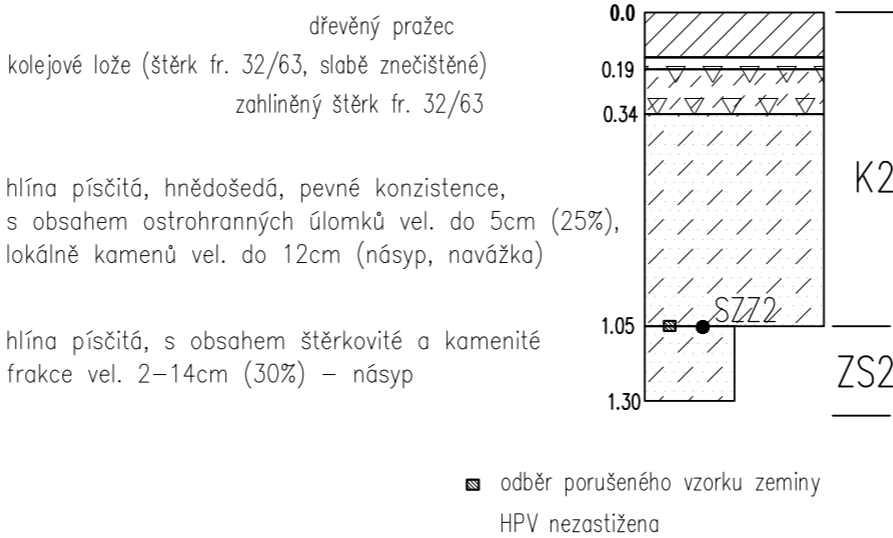 dřevěný pražec
0.0
kolejové lože (štěrk fr. 32/63, slabě znečištěné)
0.19
zahliněný štěrk fr. 32/63
0.34
K2
hlína písčitá, hnědošedá, pevné konzistence,
s obsahem ostrohranných úlomků vel. do 5cm (25%),
lokálně kamenů vel. do 12cm (násyp, navážka)
SZZ2
1.05
hlína písčitá, s obsahem štěrkovité a kamenité
frakce vel. 2–14cm (30%) – násyp
ZS2
1.30
odběr porušeného vzorku zeminy
HPV nezastižena